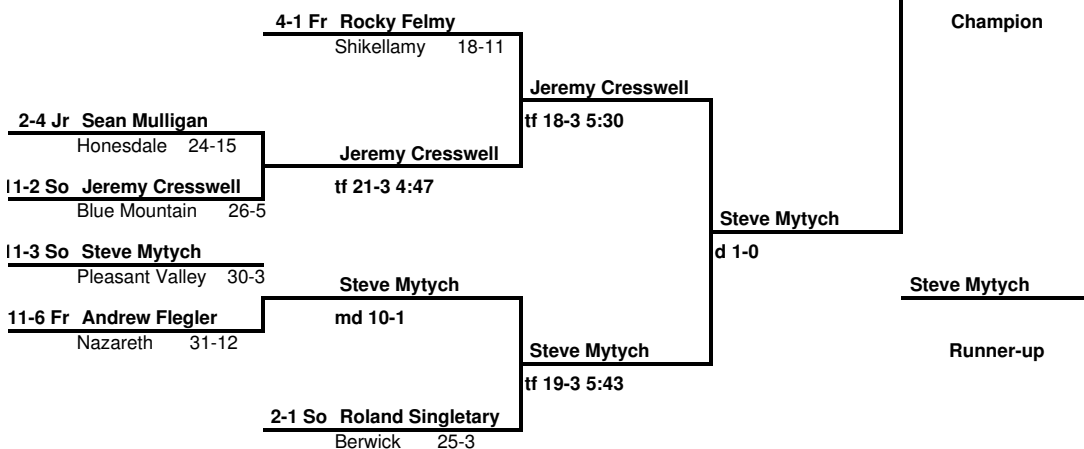 4-1 Fr Rocky Felmy
Champion
Shikellamy 18-11
Jeremy Cresswell
2-4 Jr Sean Mulligan
tf 18-3 5:30
Honesdale 24-15
Jeremy Cresswell
11-2 So Jeremy Cresswell
tf 21-3 4:47
Blue Mountain 26-5
Steve Mytych
11-3 So Steve Mytych
d 1-0
Pleasant Valley 30-3
Steve Mytych
Steve Mytych
11-6 Fr Andrew Flegler
md 10-1
Nazareth 31-12
Steve Mytych
Runner-up
tf 19-3 5:43
2-1 So Roland Singletary
Berwick 25-3